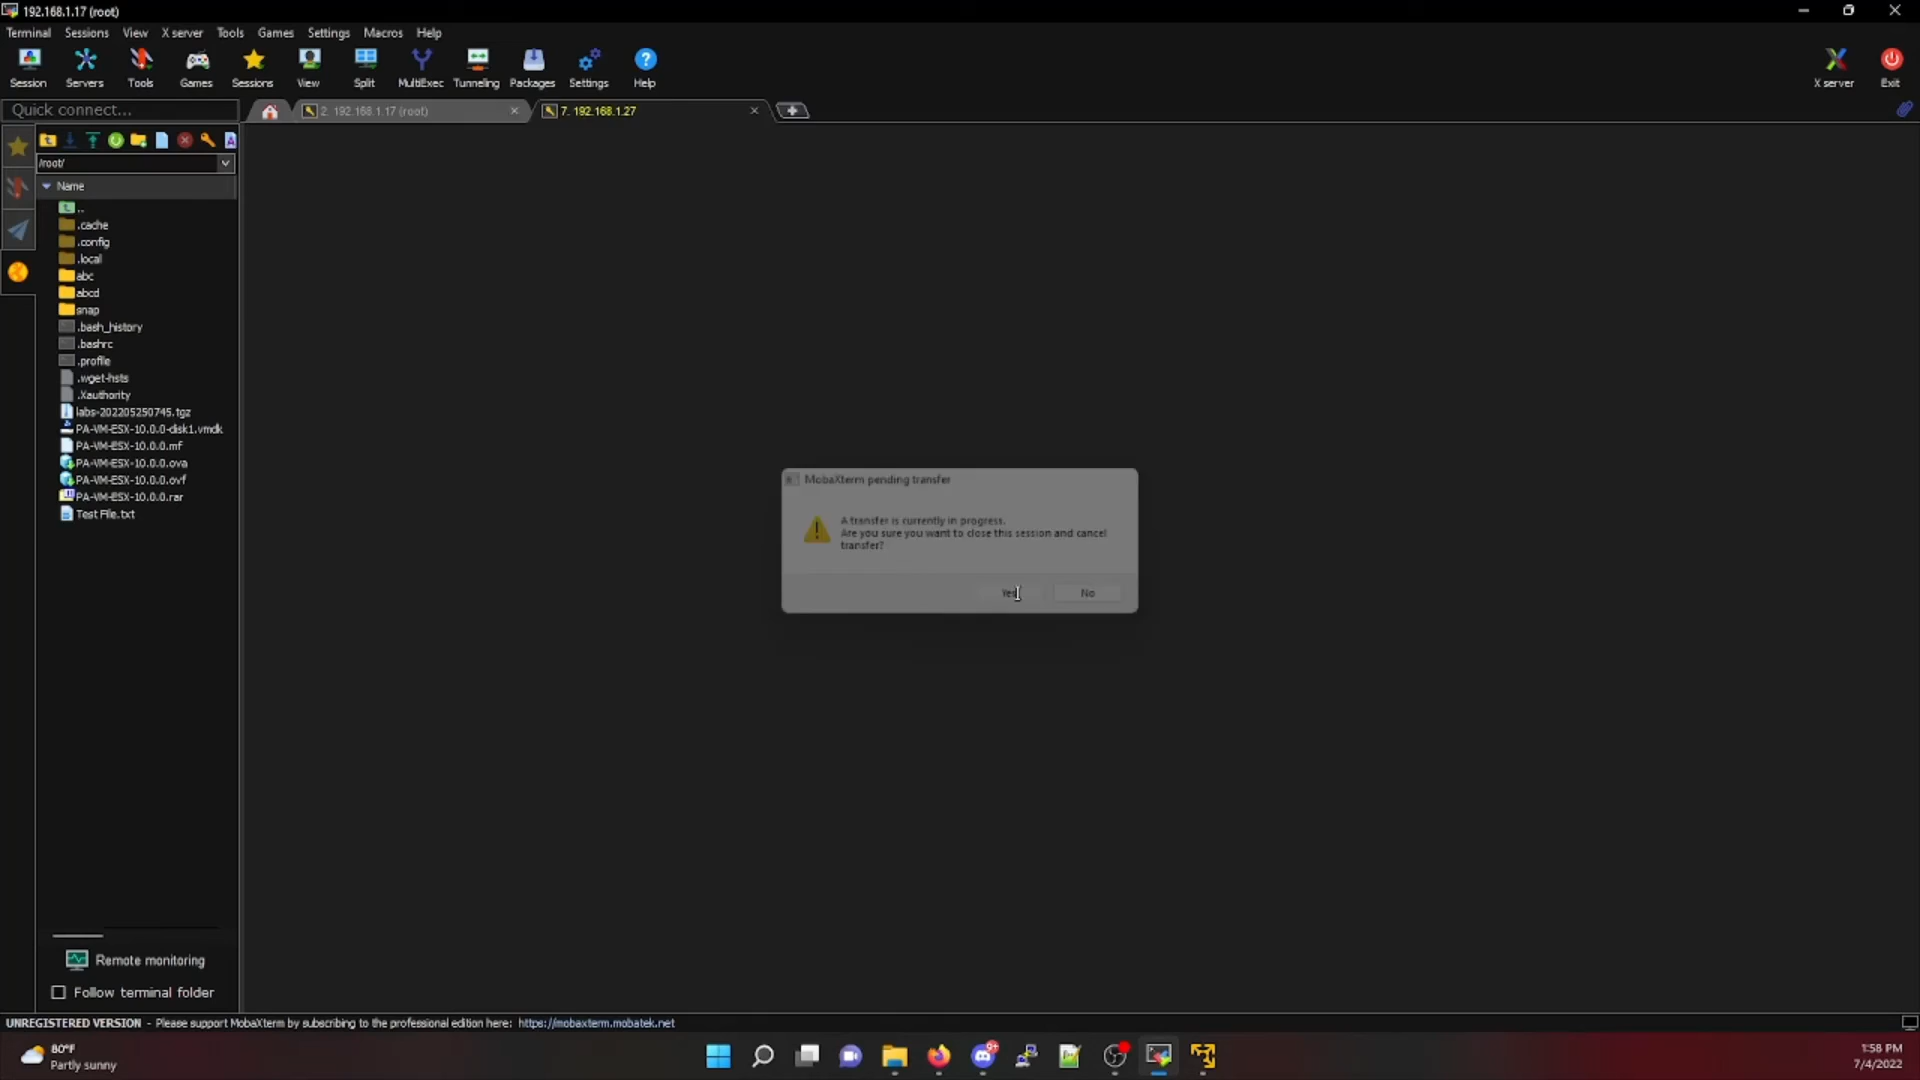 192.168.1.17 (root)
Terminal Sessions View X server Tools Games Settings Macros Help
Session Servers Tools Games Sessions View Split MultiExec Tunneling Packages Settings Help X server Exit
Quick connect...
2. 192.168.1.17 (root)
7. 192.168.1.27
/root/
Name
..
.cache
.config
.local
abc
abcd
snap
.bash_history
.bashrc
.profile
.wget-hsts
.Xauthority
labs-202205250745.tgz
PA-VM-ESX-10.0.0-disk1.vmdk
PA-VM-ESX-10.0.0.mf
PA-VM-ESX-10.0.0.ova
PA-VM-ESX-10.0.0.ovf
PA-VM-ESX-10.0.0.rar
Test File.txt
MobaXterm pending transfer
A transfer is currently in progress.
Are you sure you want to close this session and cancel
transfer?
Yes No
Remote monitoring
Follow terminal folder
UNREGISTERED VERSION - Please support MobaXterm by subscribing to the professional edition here: https://mobaxterm.mobatek.net
80°F
Partly sunny
9+
1:58 PM
7/4/2022